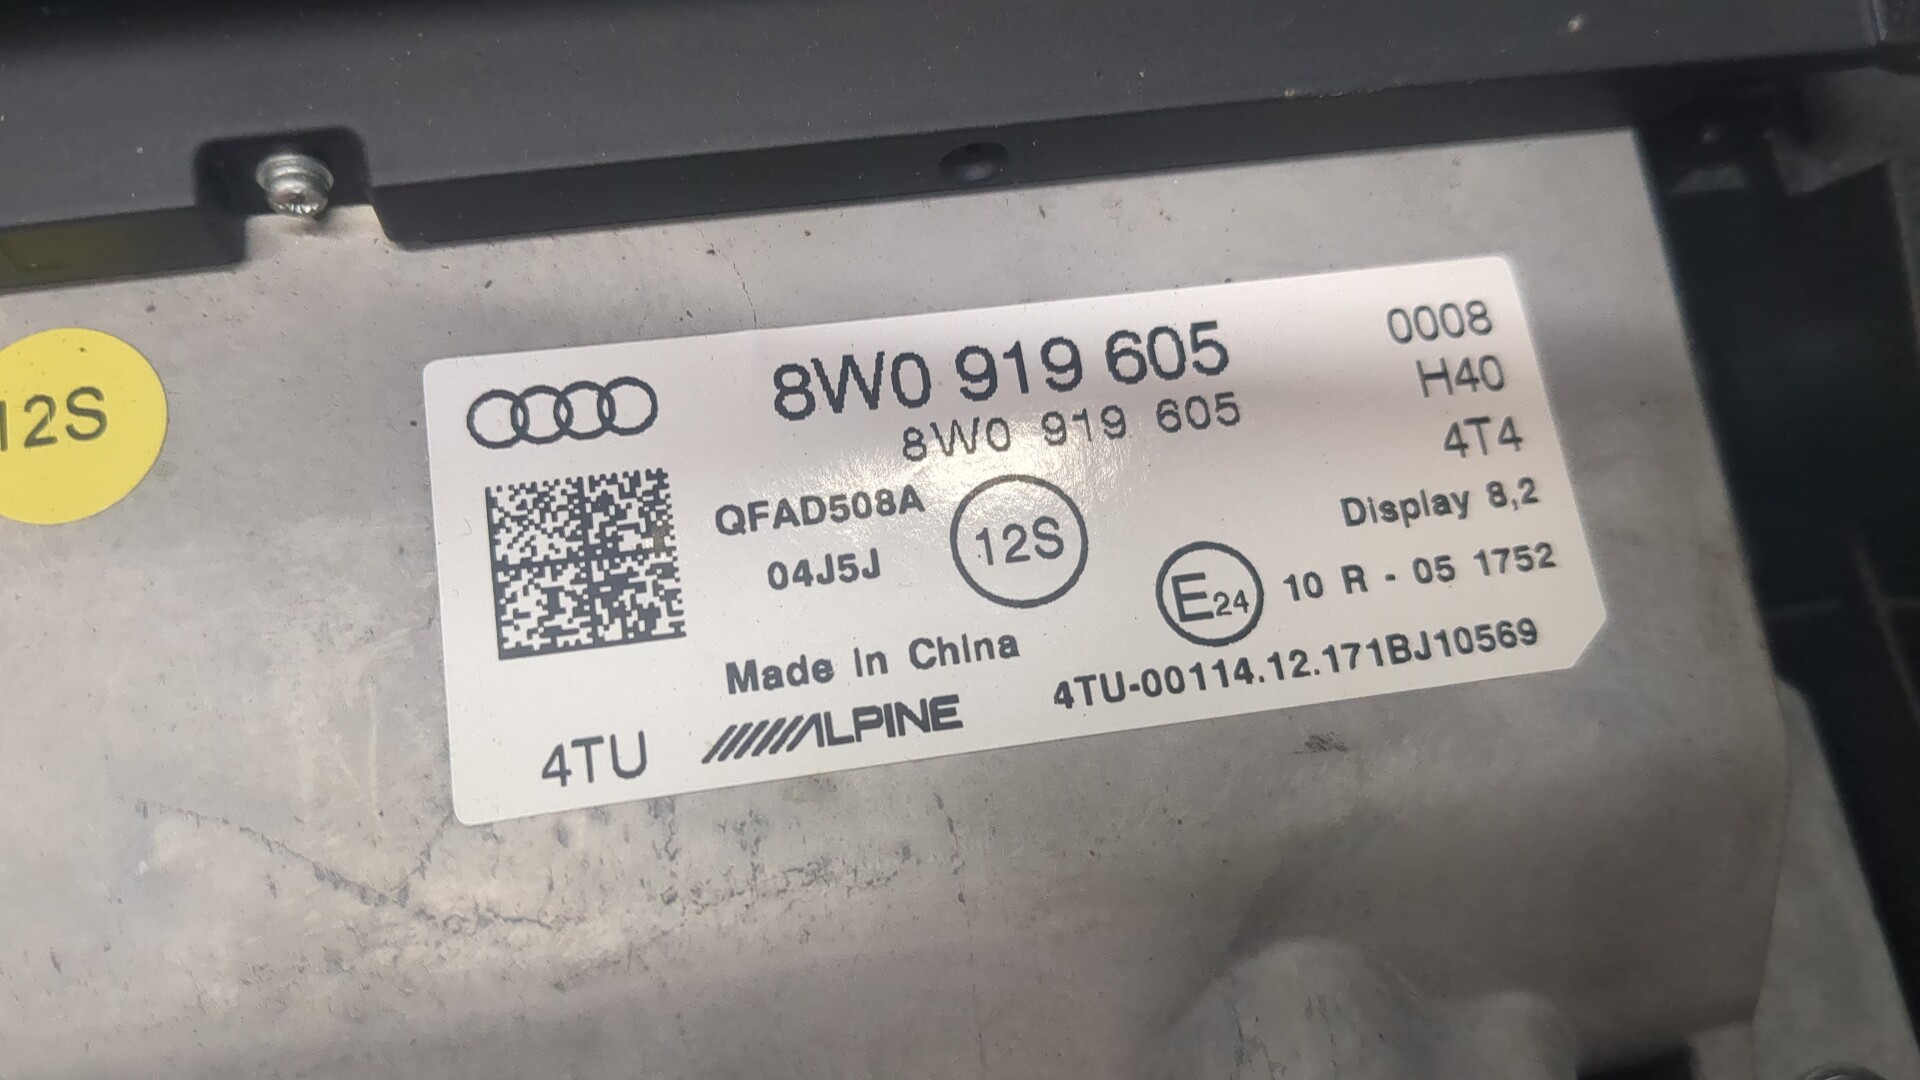 12S
8W0 919 605
8W0 919 605
0008
H40
4T4
QFAD508A
04J5J
12S
Display 8,2
E24 10 R - 05 1752
Made in China
4TU-00114.12.171BJ10569
4TU
ALPINE